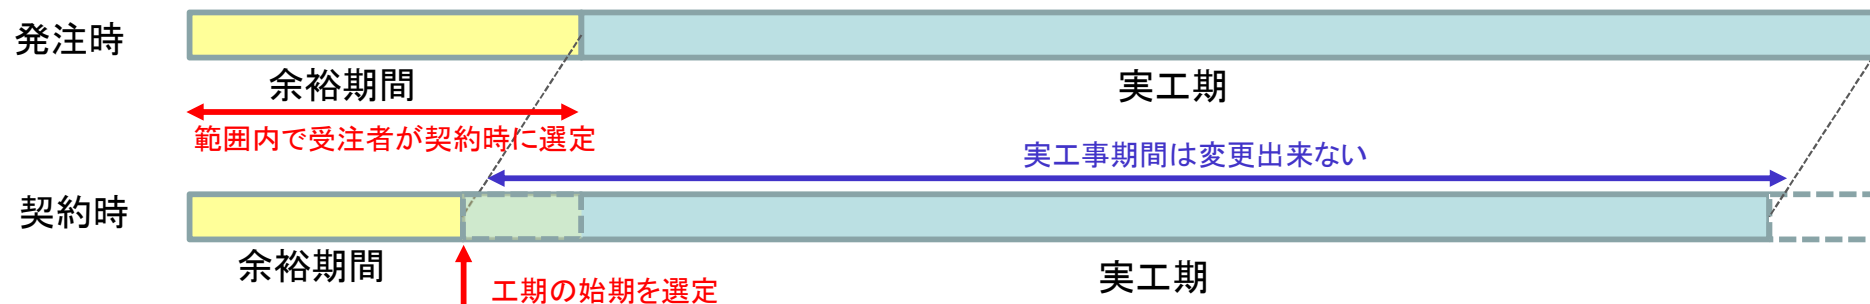 発注時
余裕期間
実工期
範囲内で受注者が契約時に選定
実工事期間は変更出来ない
契約時
余裕期間
実工期
工期の始期を選定